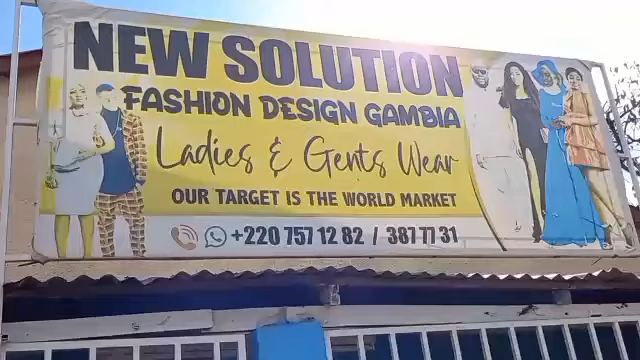 NEW SOLUTION
FASHION DESIGN GAMBIA
Ladies & Gents Wear
OUR TARGET IS THE WORLD MARKET
+220 757 12 82 / 387 77 31